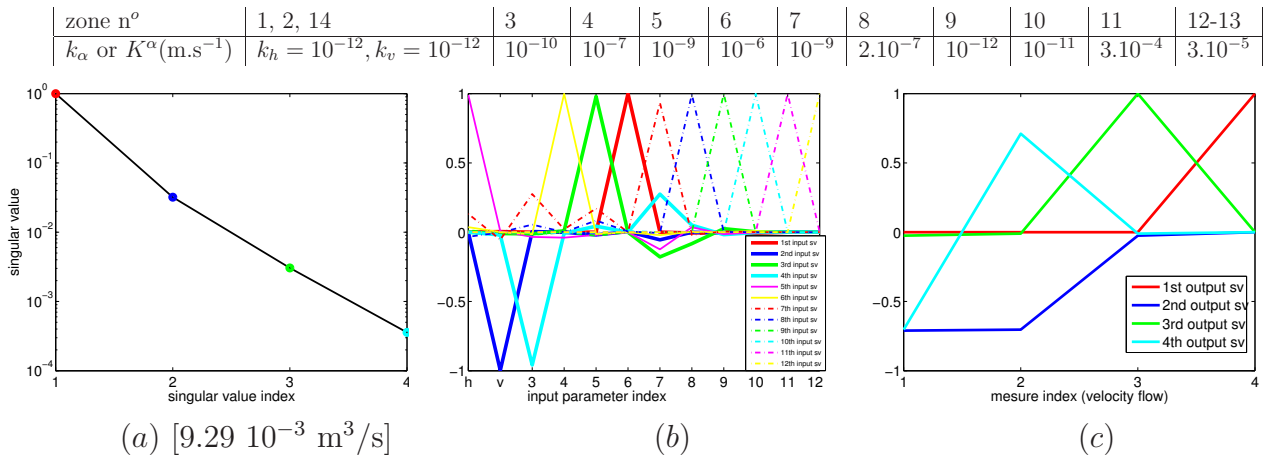 zone nᵒ 1, 2, 14 3 4 5 6 7 8 9 10 11 12-13
k_α or K^α(m.s⁻¹) k_h = 10⁻¹², k_v = 10⁻¹² 10⁻¹⁰ 10⁻⁷ 10⁻⁹ 10⁻⁶ 10⁻⁹ 2.10⁻⁷ 10⁻¹² 10⁻¹¹ 3.10⁻⁴ 3.10⁻⁵
10⁰
10⁻¹
10⁻²
10⁻³
10⁻⁴
singular value
1 2 3 4
singular value index
(a) [9.29 10⁻³ m³/s]
1
0.5
0
−0.5
−1
1st input sv
2nd input sv
3rd input sv
4th input sv
5th input sv
6th input sv
7th input sv
8th input sv
9th input sv
10th input sv
11th input sv
12th input sv
h v 3 4 5 6 7 8 9 10 11 12
input parameter index
(b)
1
0.5
0
−0.5
−1
1st output sv
2nd output sv
3rd output sv
4th output sv
1 2 3 4
mesure index (velocity flow)
(c)